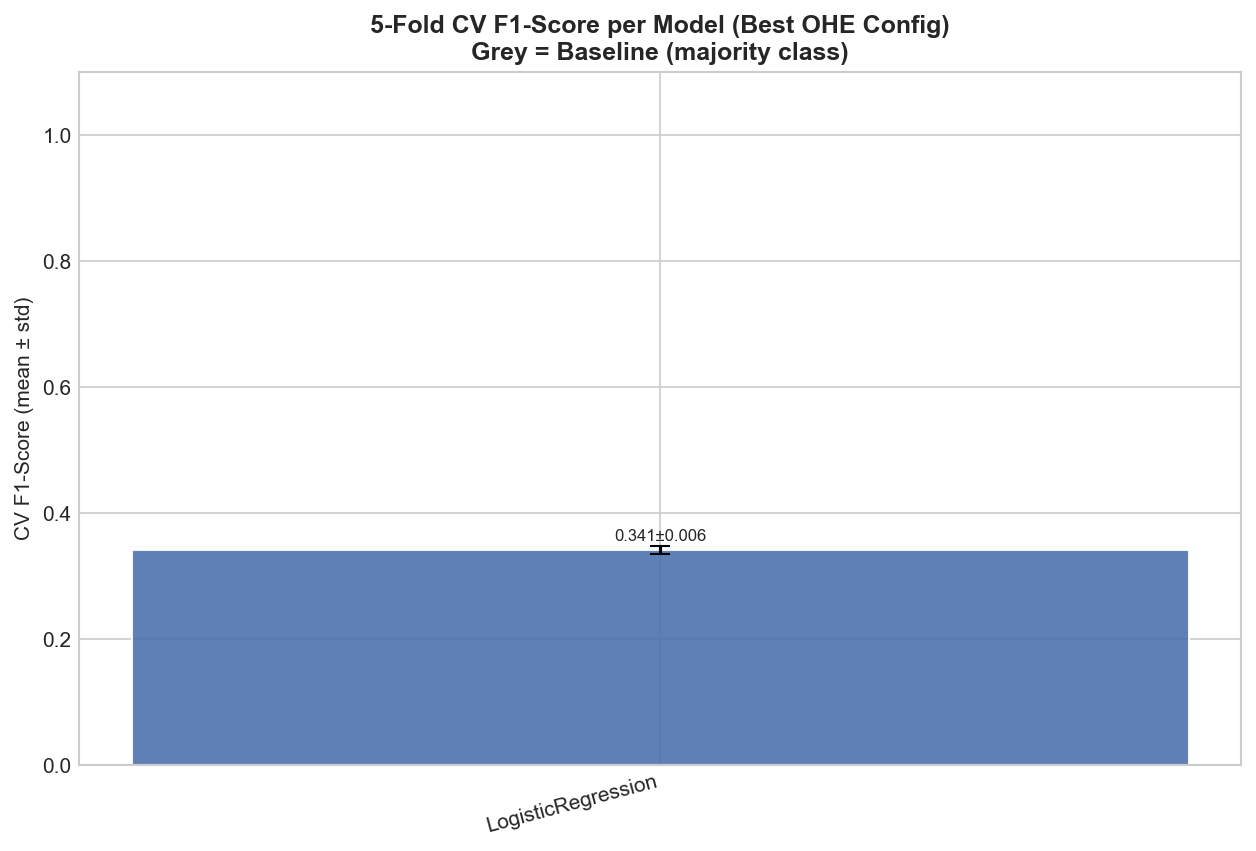 5-Fold CV F1-Score per Model (Best OHE Config)
Grey = Baseline (majority class)
CV F1-Score (mean ± std)
1.0
0.8
0.6
0.4
0.2
0.0
0.341±0.006
LogisticRegression